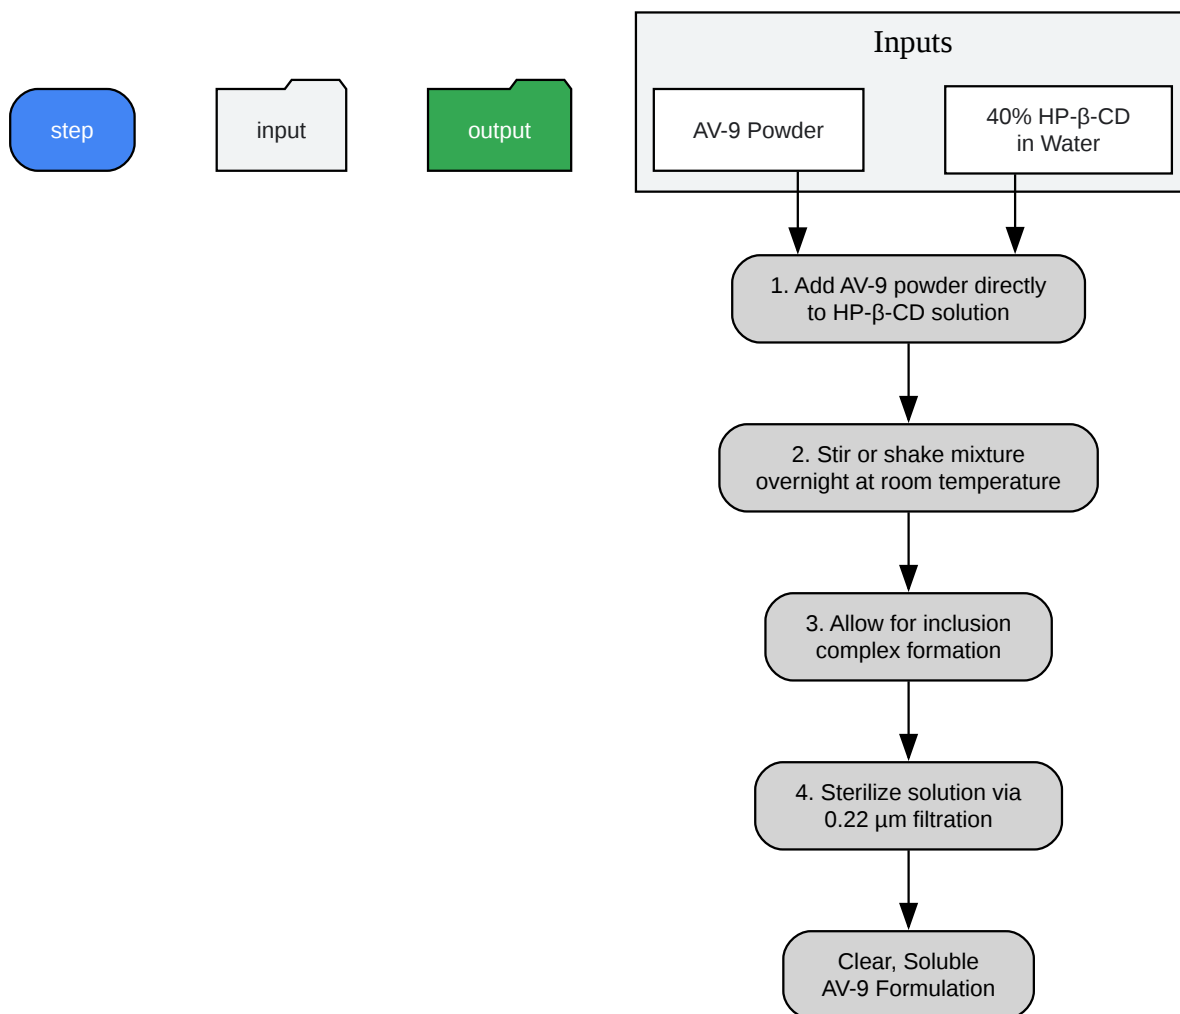 step
input
output
Inputs
AV-9 Powder
40% HP-β-CD
in Water
1. Add AV-9 powder directly
to HP-β-CD solution
2. Stir or shake mixture
overnight at room temperature
3. Allow for inclusion
complex formation
4. Sterilize solution via
0.22 µm filtration
Clear, Soluble
AV-9 Formulation